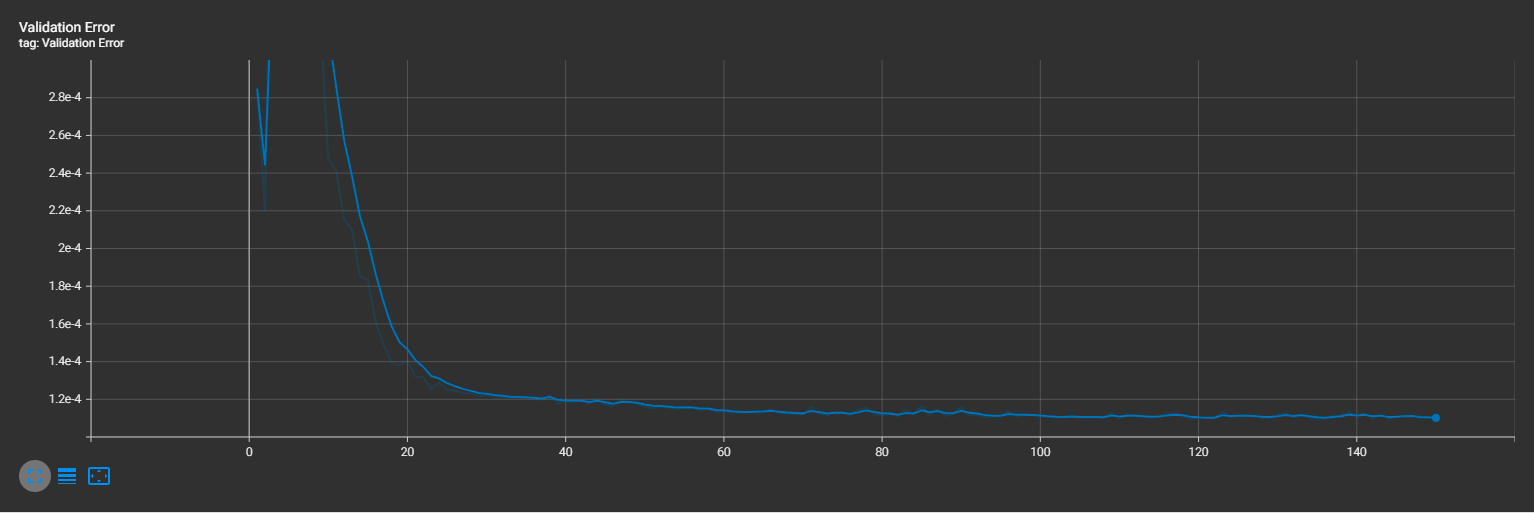 Validation Error
tag: Validation Error
2.8e-4
2.6e-4
2.4e-4
2.2e-4
2e-4
1.8e-4
1.6e-4
1.4e-4
1.2e-4
0 20 40 60 80 100 120 140